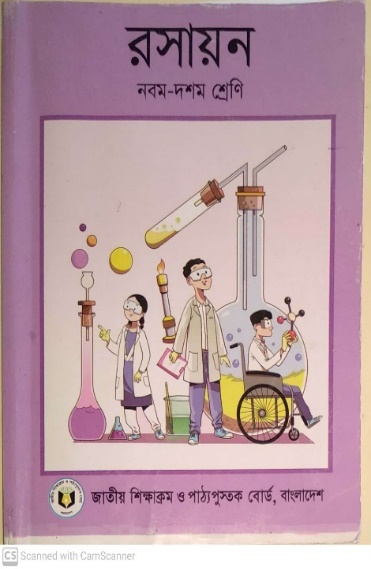 রসায়ন
নবম-দশম শ্রেণি
জাতীয় শিক্ষাক্রম ও পাঠ্যপুস্তক বোর্ড, বাংলাদেশ
CS Scanned with CamScanner